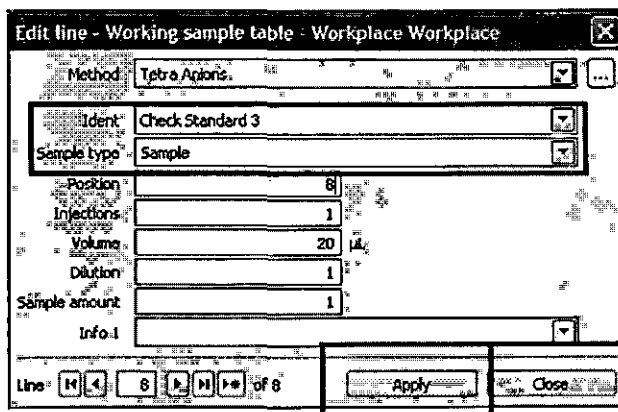 Edit line - Working sample table - Workplace Workplace
Method Tetra Anions. ...
Ident Check Standard 3
Sample type Sample
Position 8
Injections 1
Volume 20 µL
Dilution 1
Sample amount 1
Info 1
Line 8 of 8 Apply Close